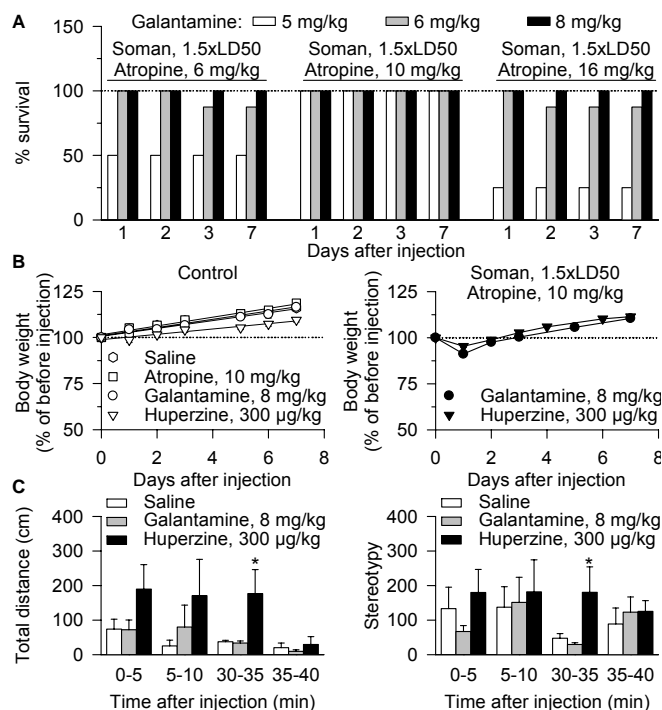 A
Galantamine: 5 mg/kg 6 mg/kg 8 mg/kg
Soman, 1.5xLD50 Soman, 1.5xLD50 Soman, 1.5xLD50
Atropine, 6 mg/kg Atropine, 10 mg/kg Atropine, 16 mg/kg
% survival
150
100
50
0
1 2 3 7 1 2 3 7 1 2 3 7
Days after injection
B
Control
Body weight
(% of before injection)
125
100
75
50
Saline
Atropine, 10 mg/kg
Galantamine, 8 mg/kg
Huperzine, 300 µg/kg
0 2 4 6 8
Days after injection
Soman, 1.5xLD50
Atropine, 10 mg/kg
Body weight
(% of before injection)
125
100
75
50
Galantamine, 8 mg/kg
Huperzine, 300 µg/kg
0 2 4 6 8
Days after injection
C
Saline
Galantamine, 8 mg/kg
Huperzine, 300 µg/kg
Total distance (cm)
400
300
200
100
0
*
0-5 5-10 30-35 35-40
Time after injection (min)
Saline
Galantamine, 8 mg/kg
Huperzine, 300 µg/kg
Stereotypy
400
300
200
100
0
*
0-5 5-10 30-35 35-40
Time after injection (min)